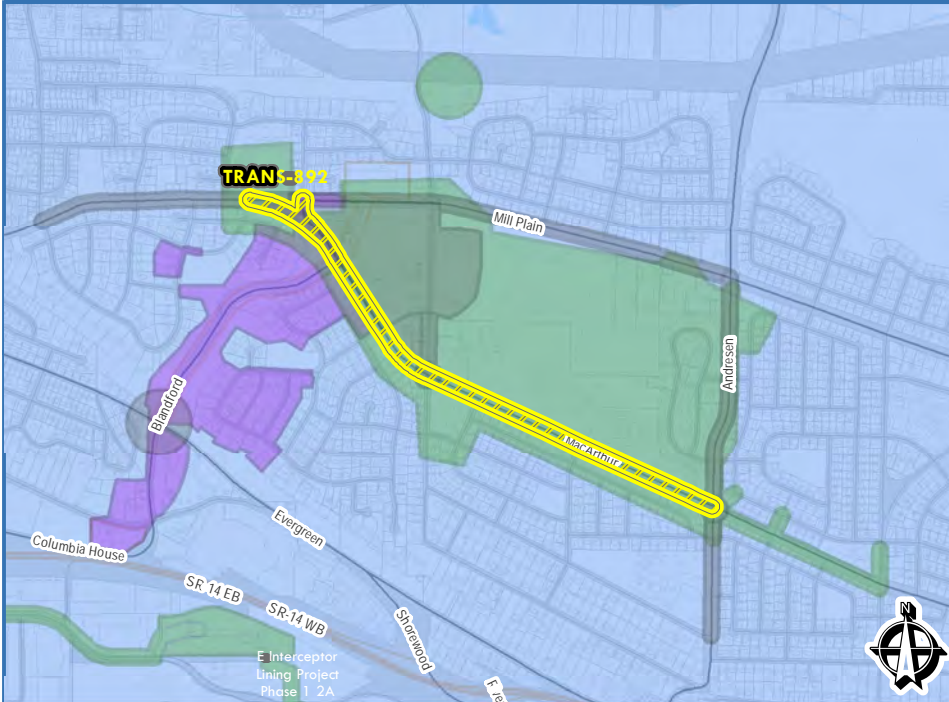 TRANS-892
Mill Plain
Andresen
Blandford
MacArthur
Columbia House
Evergreen
SR 14 EB
SR-14 WB
Shorewood
E Interceptor
Lining Project
Phase 1 2A
N